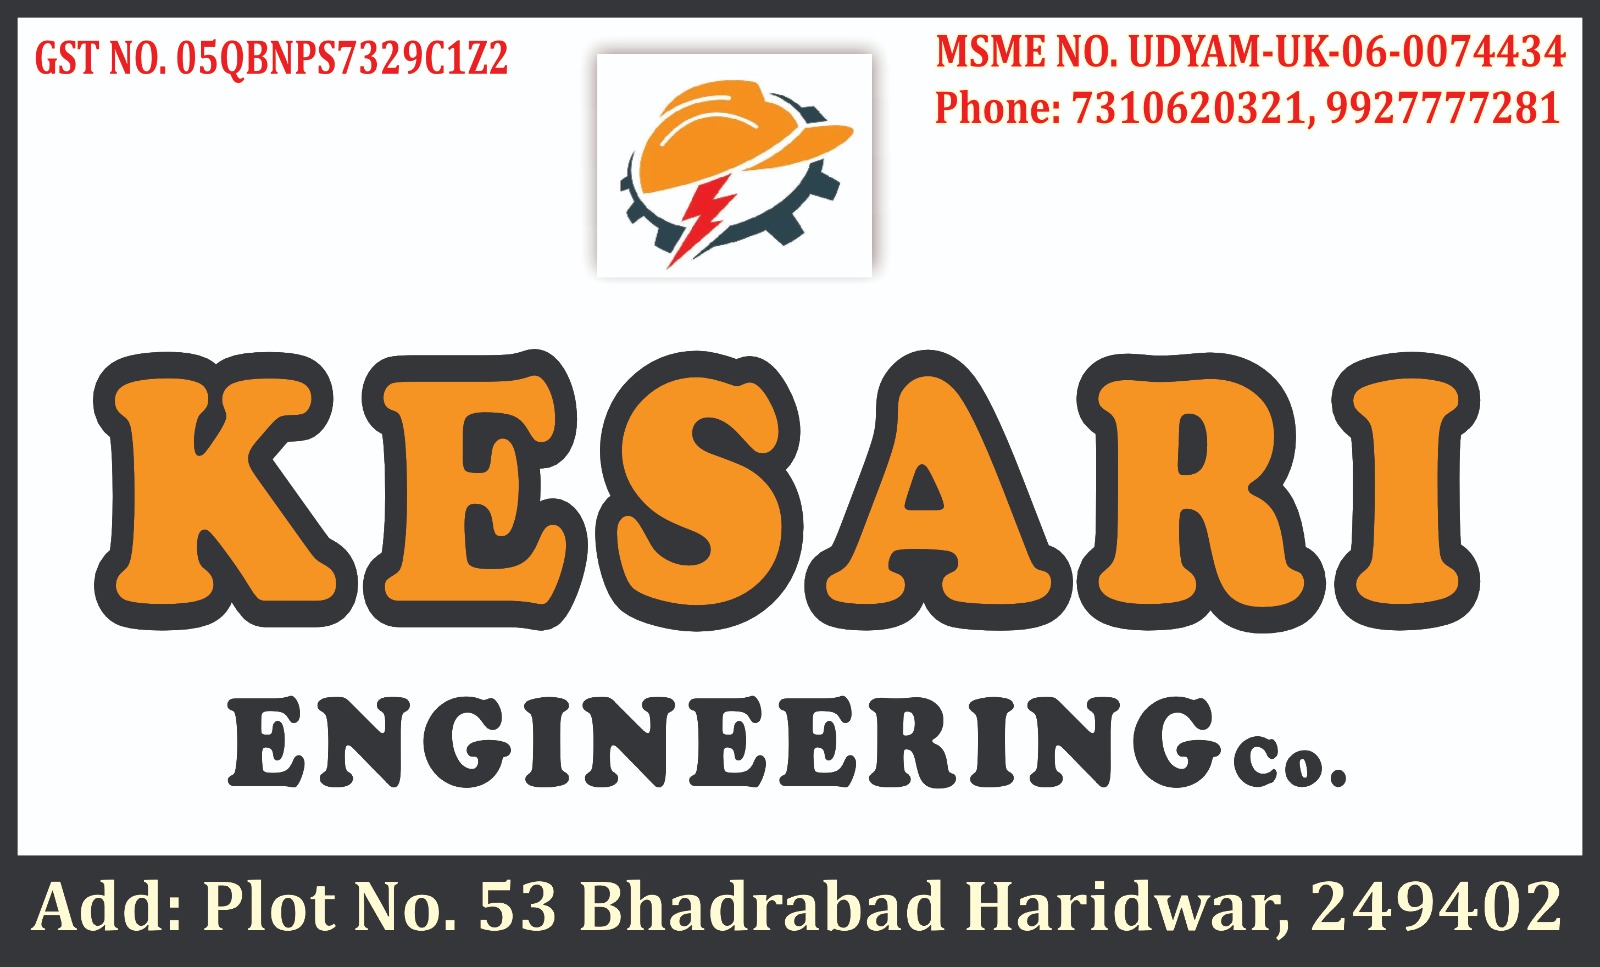 GST NO. 05QBNPS7329C1Z2
MSME NO. UDYAM-UK-06-0074434
Phone: 7310620321, 9927777281
KESARI
ENGINEERING Co.
Add: Plot No. 53 Bhadrabad Haridwar, 249402